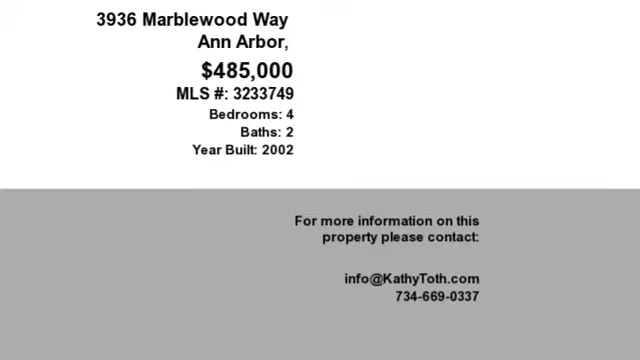 3936 Marblewood Way
Ann Arbor,
$485,000
MLS #: 3233749
Bedrooms: 4
Baths: 2
Year Built: 2002
For more information on this
property please contact:
info@KathyToth.com
734-669-0337